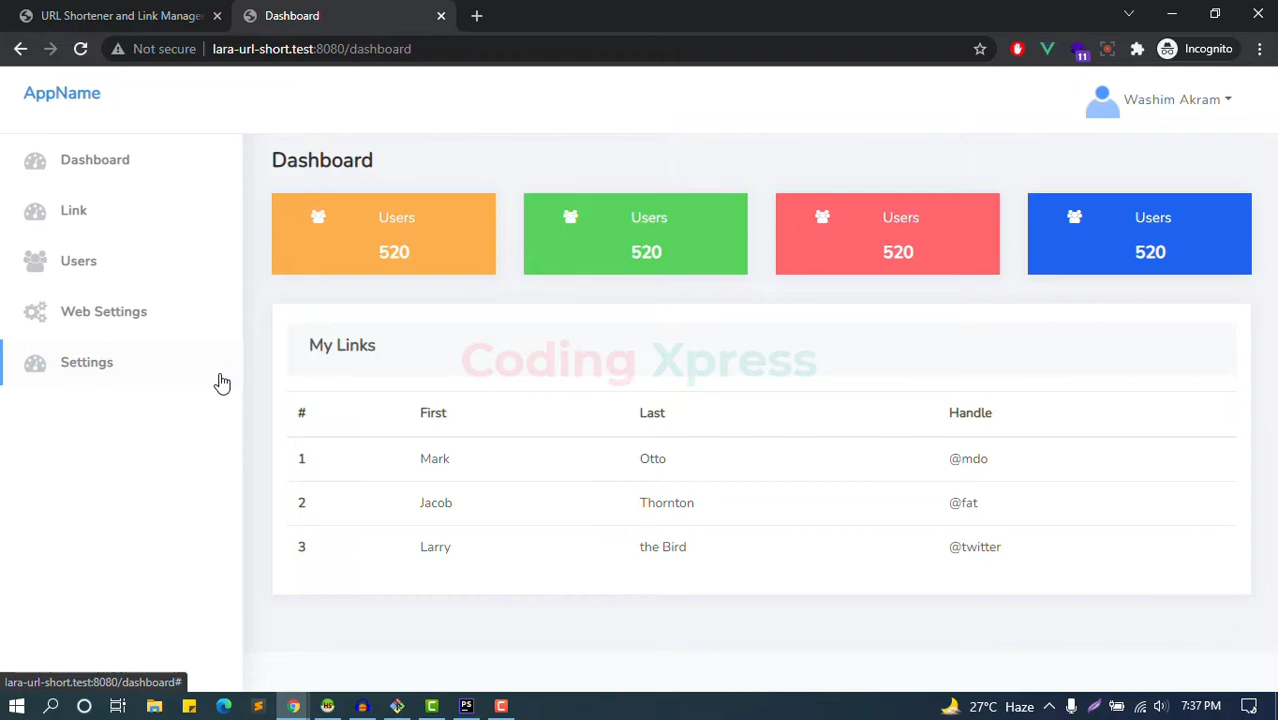 URL Shortener and Link Manage
Dashboard
Not secure
lara-url-short.test:8080/dashboard
11
Incognito
AppName
Washim Akram
Dashboard
Link
Users
Web Settings
Settings
Dashboard
Users
520
Users
520
Users
520
Users
520
My Links
Coding Xpress
# First Last Handle
1 Mark Otto @mdo
2 Jacob Thornton @fat
3 Larry the Bird @twitter
lara-url-short.test:8080/dashboard#
27°C Haze
7:37 PM